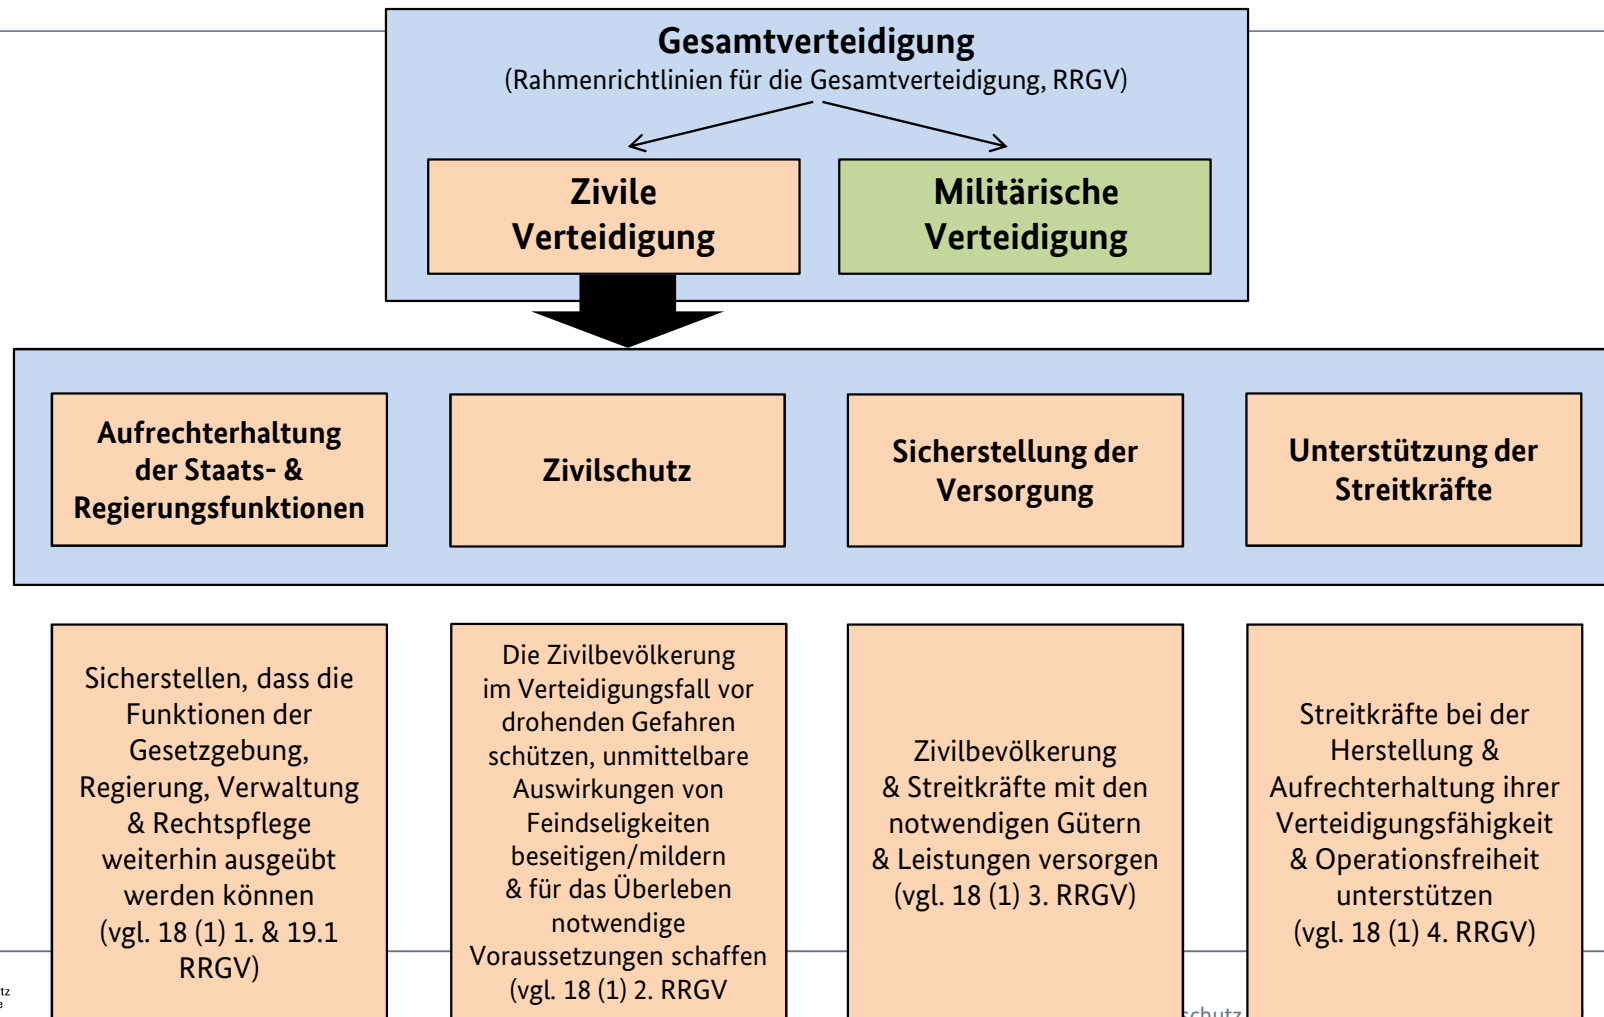 Gesamtverteidigung
(Rahmenrichtlinien für die Gesamtverteidigung, RRGV)
Zivile
Verteidigung
Militärische
Verteidigung
Aufrechterhaltung
der Staats- &
Regierungsfunktionen
Zivilschutz
Sicherstellung der
Versorgung
Unterstützung der
Streitkräfte
Sicherstellen, dass die
Funktionen der
Gesetzgebung,
Regierung, Verwaltung
& Rechtspflege
weiterhin ausgeübt
werden können
(vgl. 18 (1) 1. & 19.1
RRGV)
Die Zivilbevölkerung
im Verteidigungsfall vor
drohenden Gefahren
schützen, unmittelbare
Auswirkungen von
Feindseligkeiten
beseitigen/mildern
& für das Überleben
notwendige
Voraussetzungen schaffen
(vgl. 18 (1) 2. RRGV
Zivilbevölkerung
& Streitkräfte mit den
notwendigen Gütern
& Leistungen versorgen
(vgl. 18 (1) 3. RRGV)
Streitkräfte bei der
Herstellung &
Aufrechterhaltung ihrer
Verteidigungsfähigkeit
& Operationsfreiheit
unterstützen
(vgl. 18 (1) 4. RRGV)
tz
e